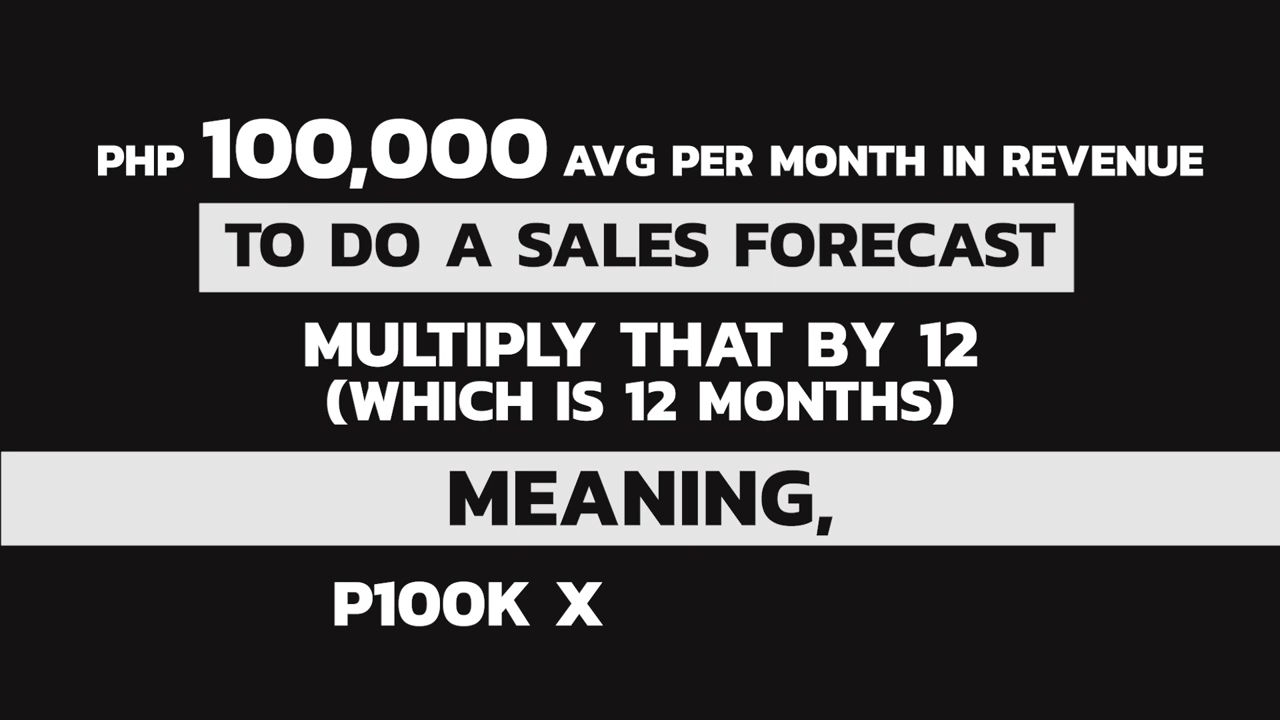 PHP 100,000 AVG PER MONTH IN REVENUE
TO DO A SALES FORECAST
MULTIPLY THAT BY 12
(WHICH IS 12 MONTHS)
MEANING,
P100K X